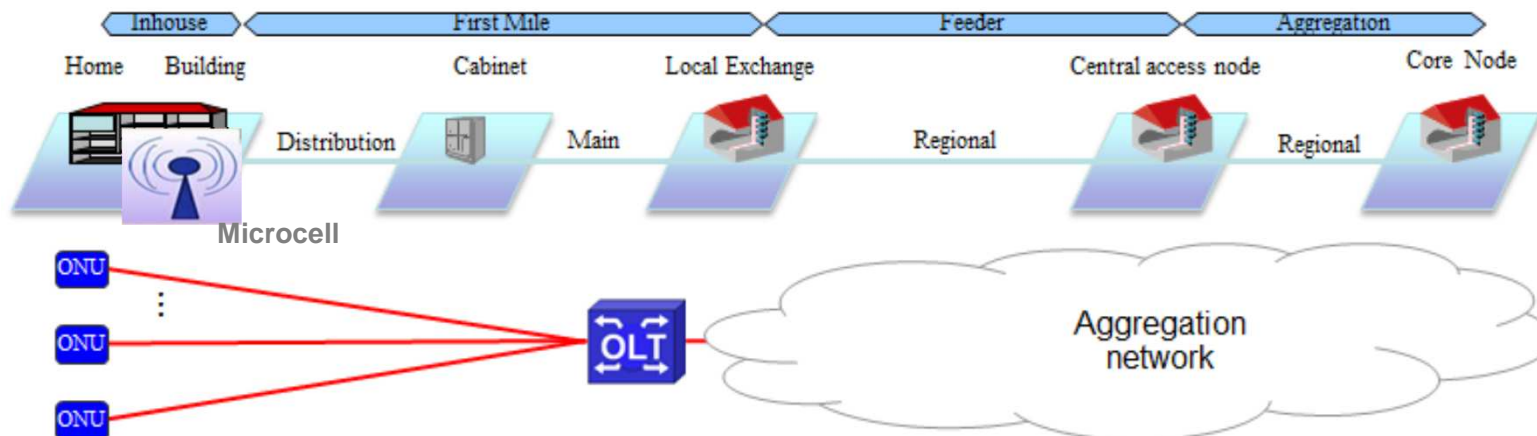 Inhouse First Mile Feeder Aggregation
Home Building Cabinet Local Exchange Central access node Core Node
Distribution Main Regional Regional
Microcell
ONU
⋮
ONU
OLT
ONU
Aggregation
network